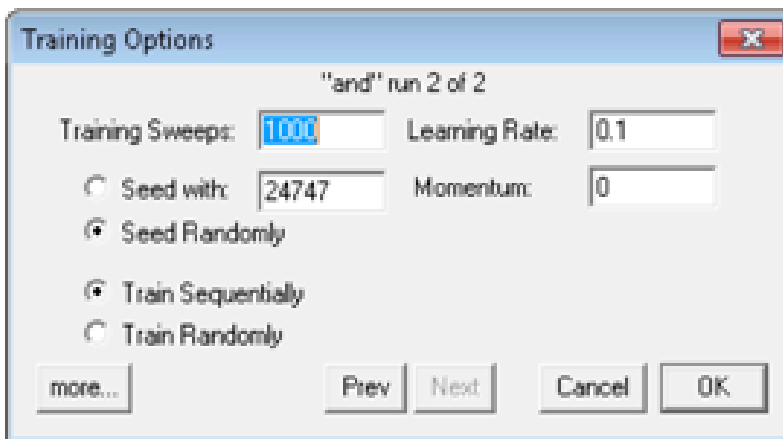 Training Options
"and" run 2 of 2
Training Sweeps: 1000 Learning Rate: 0.1
Seed with: 24747 Momentum: 0
Seed Randomly
Train Sequentially
Train Randomly
more... Prev Next Cancel OK